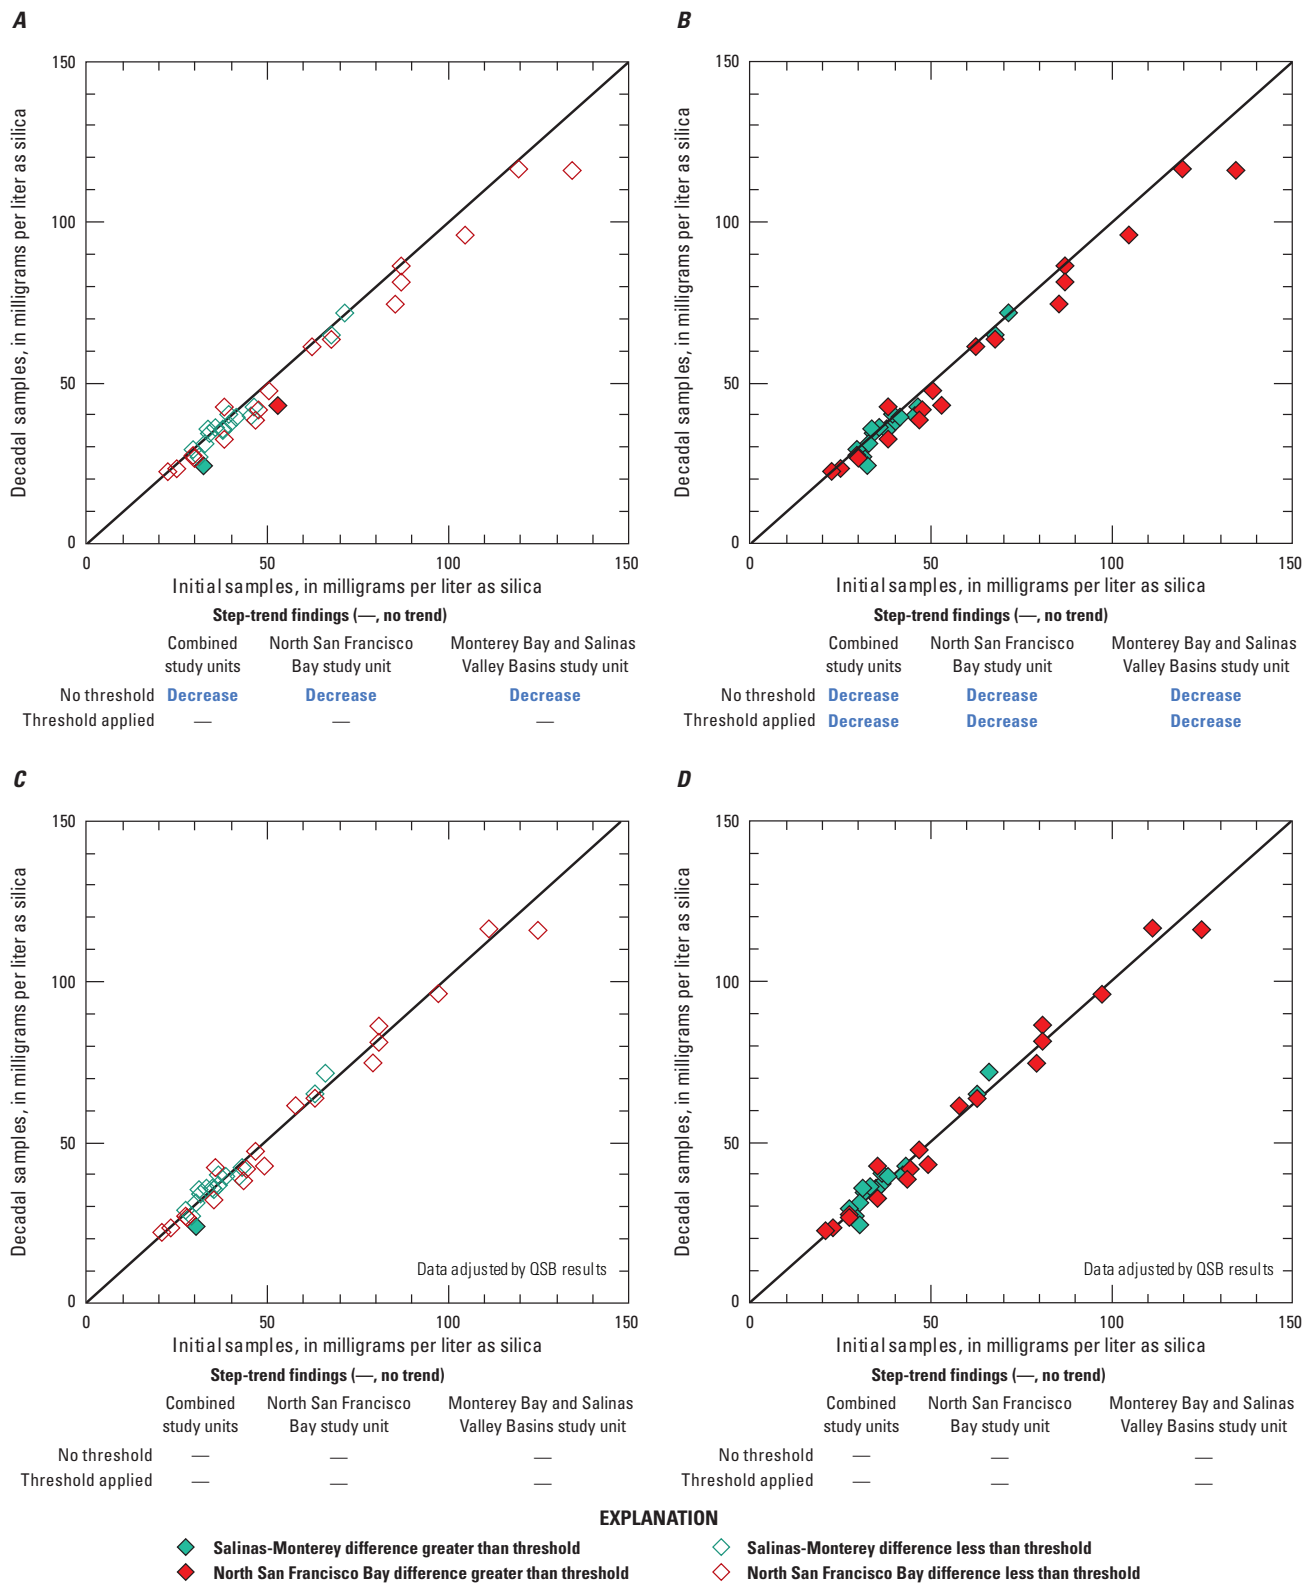 A
B
150
100
50
0
0
50
100
150
Decadal samples, in milligrams per liter as silica
Initial samples, in milligrams per liter as silica
Step-trend findings (—, no trend)
Combined study units
North San Francisco Bay study unit
Monterey Bay and Salinas Valley Basins study unit
No threshold Decrease Decrease Decrease
Threshold applied — — —
150
100
50
0
0
50
100
150
Decadal samples, in milligrams per liter as silica
Initial samples, in milligrams per liter as silica
Step-trend findings (—, no trend)
Combined study units
North San Francisco Bay study unit
Monterey Bay and Salinas Valley Basins study unit
No threshold Decrease Decrease Decrease
Threshold applied Decrease Decrease Decrease
C
D
150
100
50
0
0
50
100
150
Decadal samples, in milligrams per liter as silica
Data adjusted by QSB results
Initial samples, in milligrams per liter as silica
Step-trend findings (—, no trend)
Combined study units
North San Francisco Bay study unit
Monterey Bay and Salinas Valley Basins study unit
No threshold — — —
Threshold applied — — —
150
100
50
0
0
50
100
150
Decadal samples, in milligrams per liter as silica
Data adjusted by QSB results
Initial samples, in milligrams per liter as silica
Step-trend findings (—, no trend)
Combined study units
North San Francisco Bay study unit
Monterey Bay and Salinas Valley Basins study unit
No threshold — — —
Threshold applied — — —
EXPLANATION
Salinas-Monterey difference greater than threshold
North San Francisco Bay difference greater than threshold
Salinas-Monterey difference less than threshold
North San Francisco Bay difference less than threshold